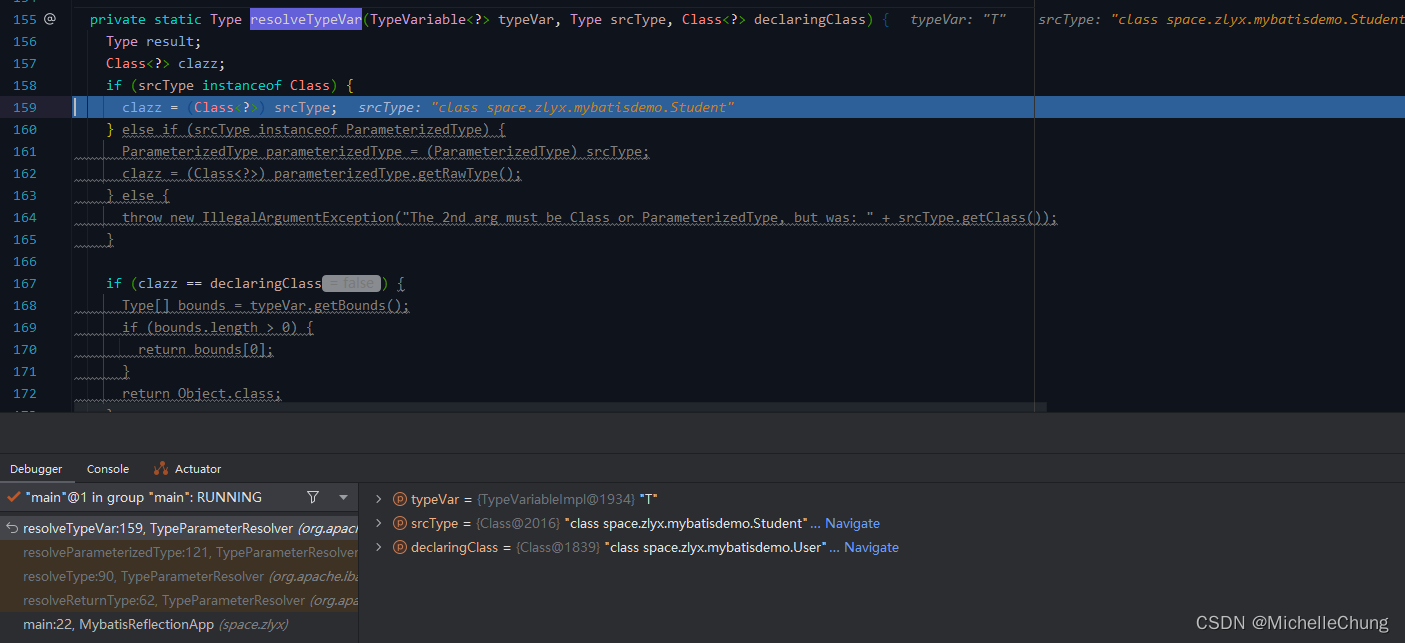 155 @ private static Type resolveTypeVar(TypeVariable<?> typeVar, Type srcType, Class<?> declaringClass) { typeVar: "T" srcType: "class space.zlyx.mybatisdemo.Student
156 Type result;
157 Class<?> clazz;
158 if (srcType instanceof Class) {
159 clazz = (Class<?>) srcType; srcType: "class space.zlyx.mybatisdemo.Student"
160 } else if (srcType instanceof ParameterizedType) {
161 ParameterizedType parameterizedType = (ParameterizedType) srcType;
162 clazz = (Class<?>) parameterizedType.getRawType();
163 } else {
164 throw new IllegalArgumentException("The 2nd arg must be Class or ParameterizedType, but was: " + srcType.getClass());
165 }
166
167 if (clazz == declaringClass = false ) {
168 Type[] bounds = typeVar.getBounds();
169 if (bounds.length > 0) {
170 return bounds[0];
171 }
172 return Object.class;
Debugger Console Actuator
"main"@1 in group "main": RUNNING
resolveTypeVar:159, TypeParameterResolver (org.apach
resolveParameterizedType:121, TypeParameterResolver
resolveType:90, TypeParameterResolver (org.apache.iba
resolveReturnType:62, TypeParameterResolver (org.apa
main:22, MybatisReflectionApp (space.zlyx)
typeVar = {TypeVariableImpl@1934} "T"
srcType = {Class@2016} "class space.zlyx.mybatisdemo.Student" ... Navigate
declaringClass = {Class@1839} "class space.zlyx.mybatisdemo.User" ... Navigate
CSDN @MichelleChung